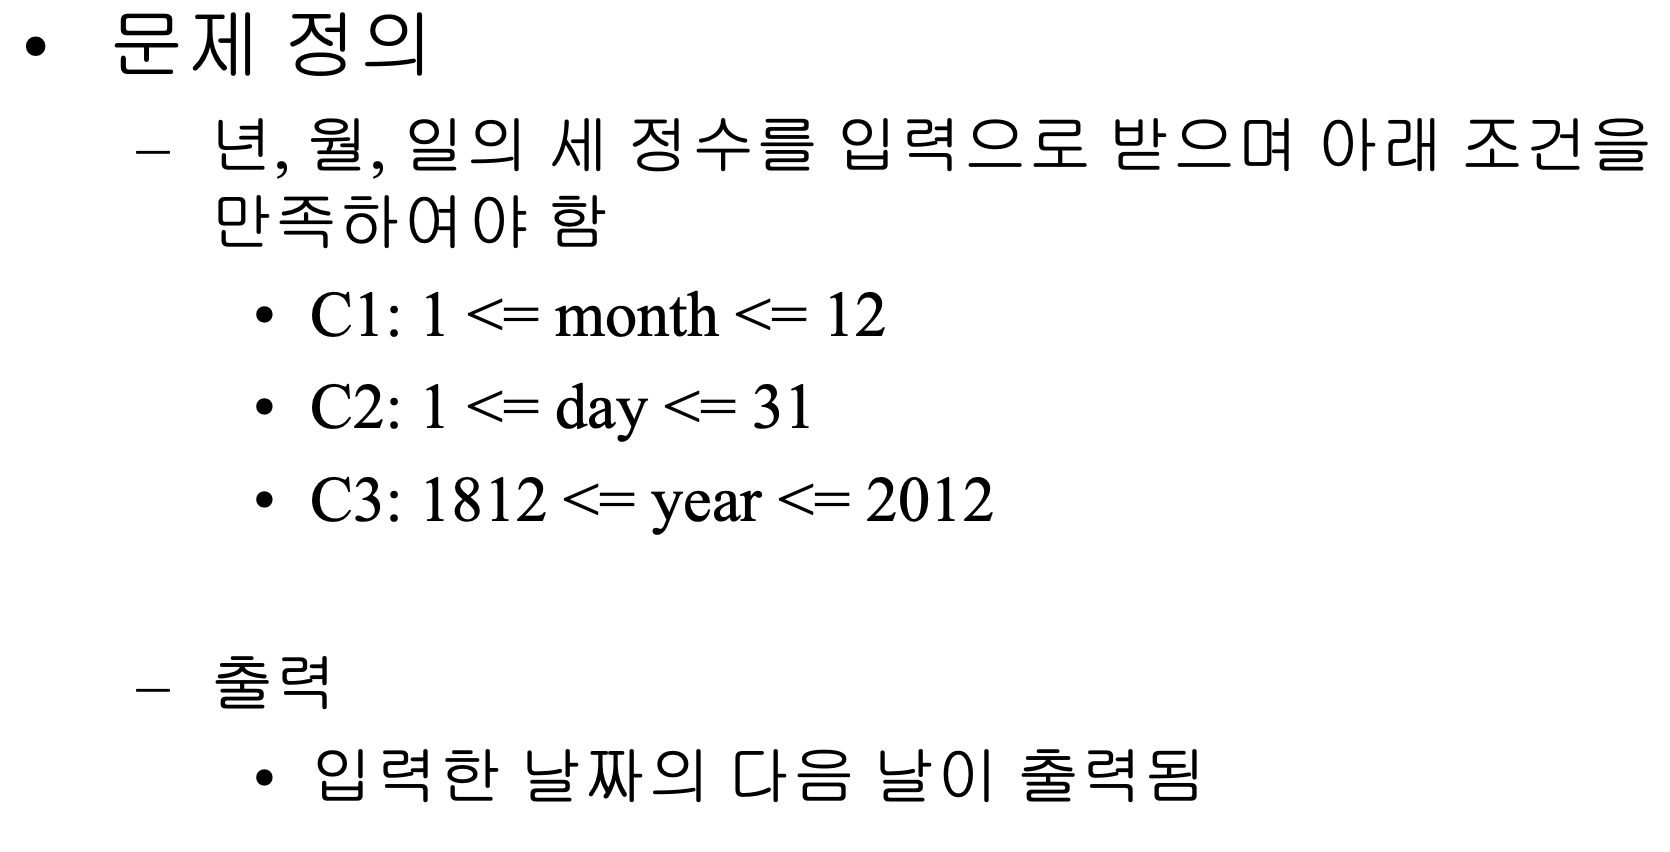 • 문제 정의
– 년, 월, 일의 세 정수를 입력으로 받으며 아래 조건을
만족하여야 함
• C1: 1 <= month <= 12
• C2: 1 <= day <= 31
• C3: 1812 <= year <= 2012
– 출력
• 입력한 날짜의 다음 날이 출력됨